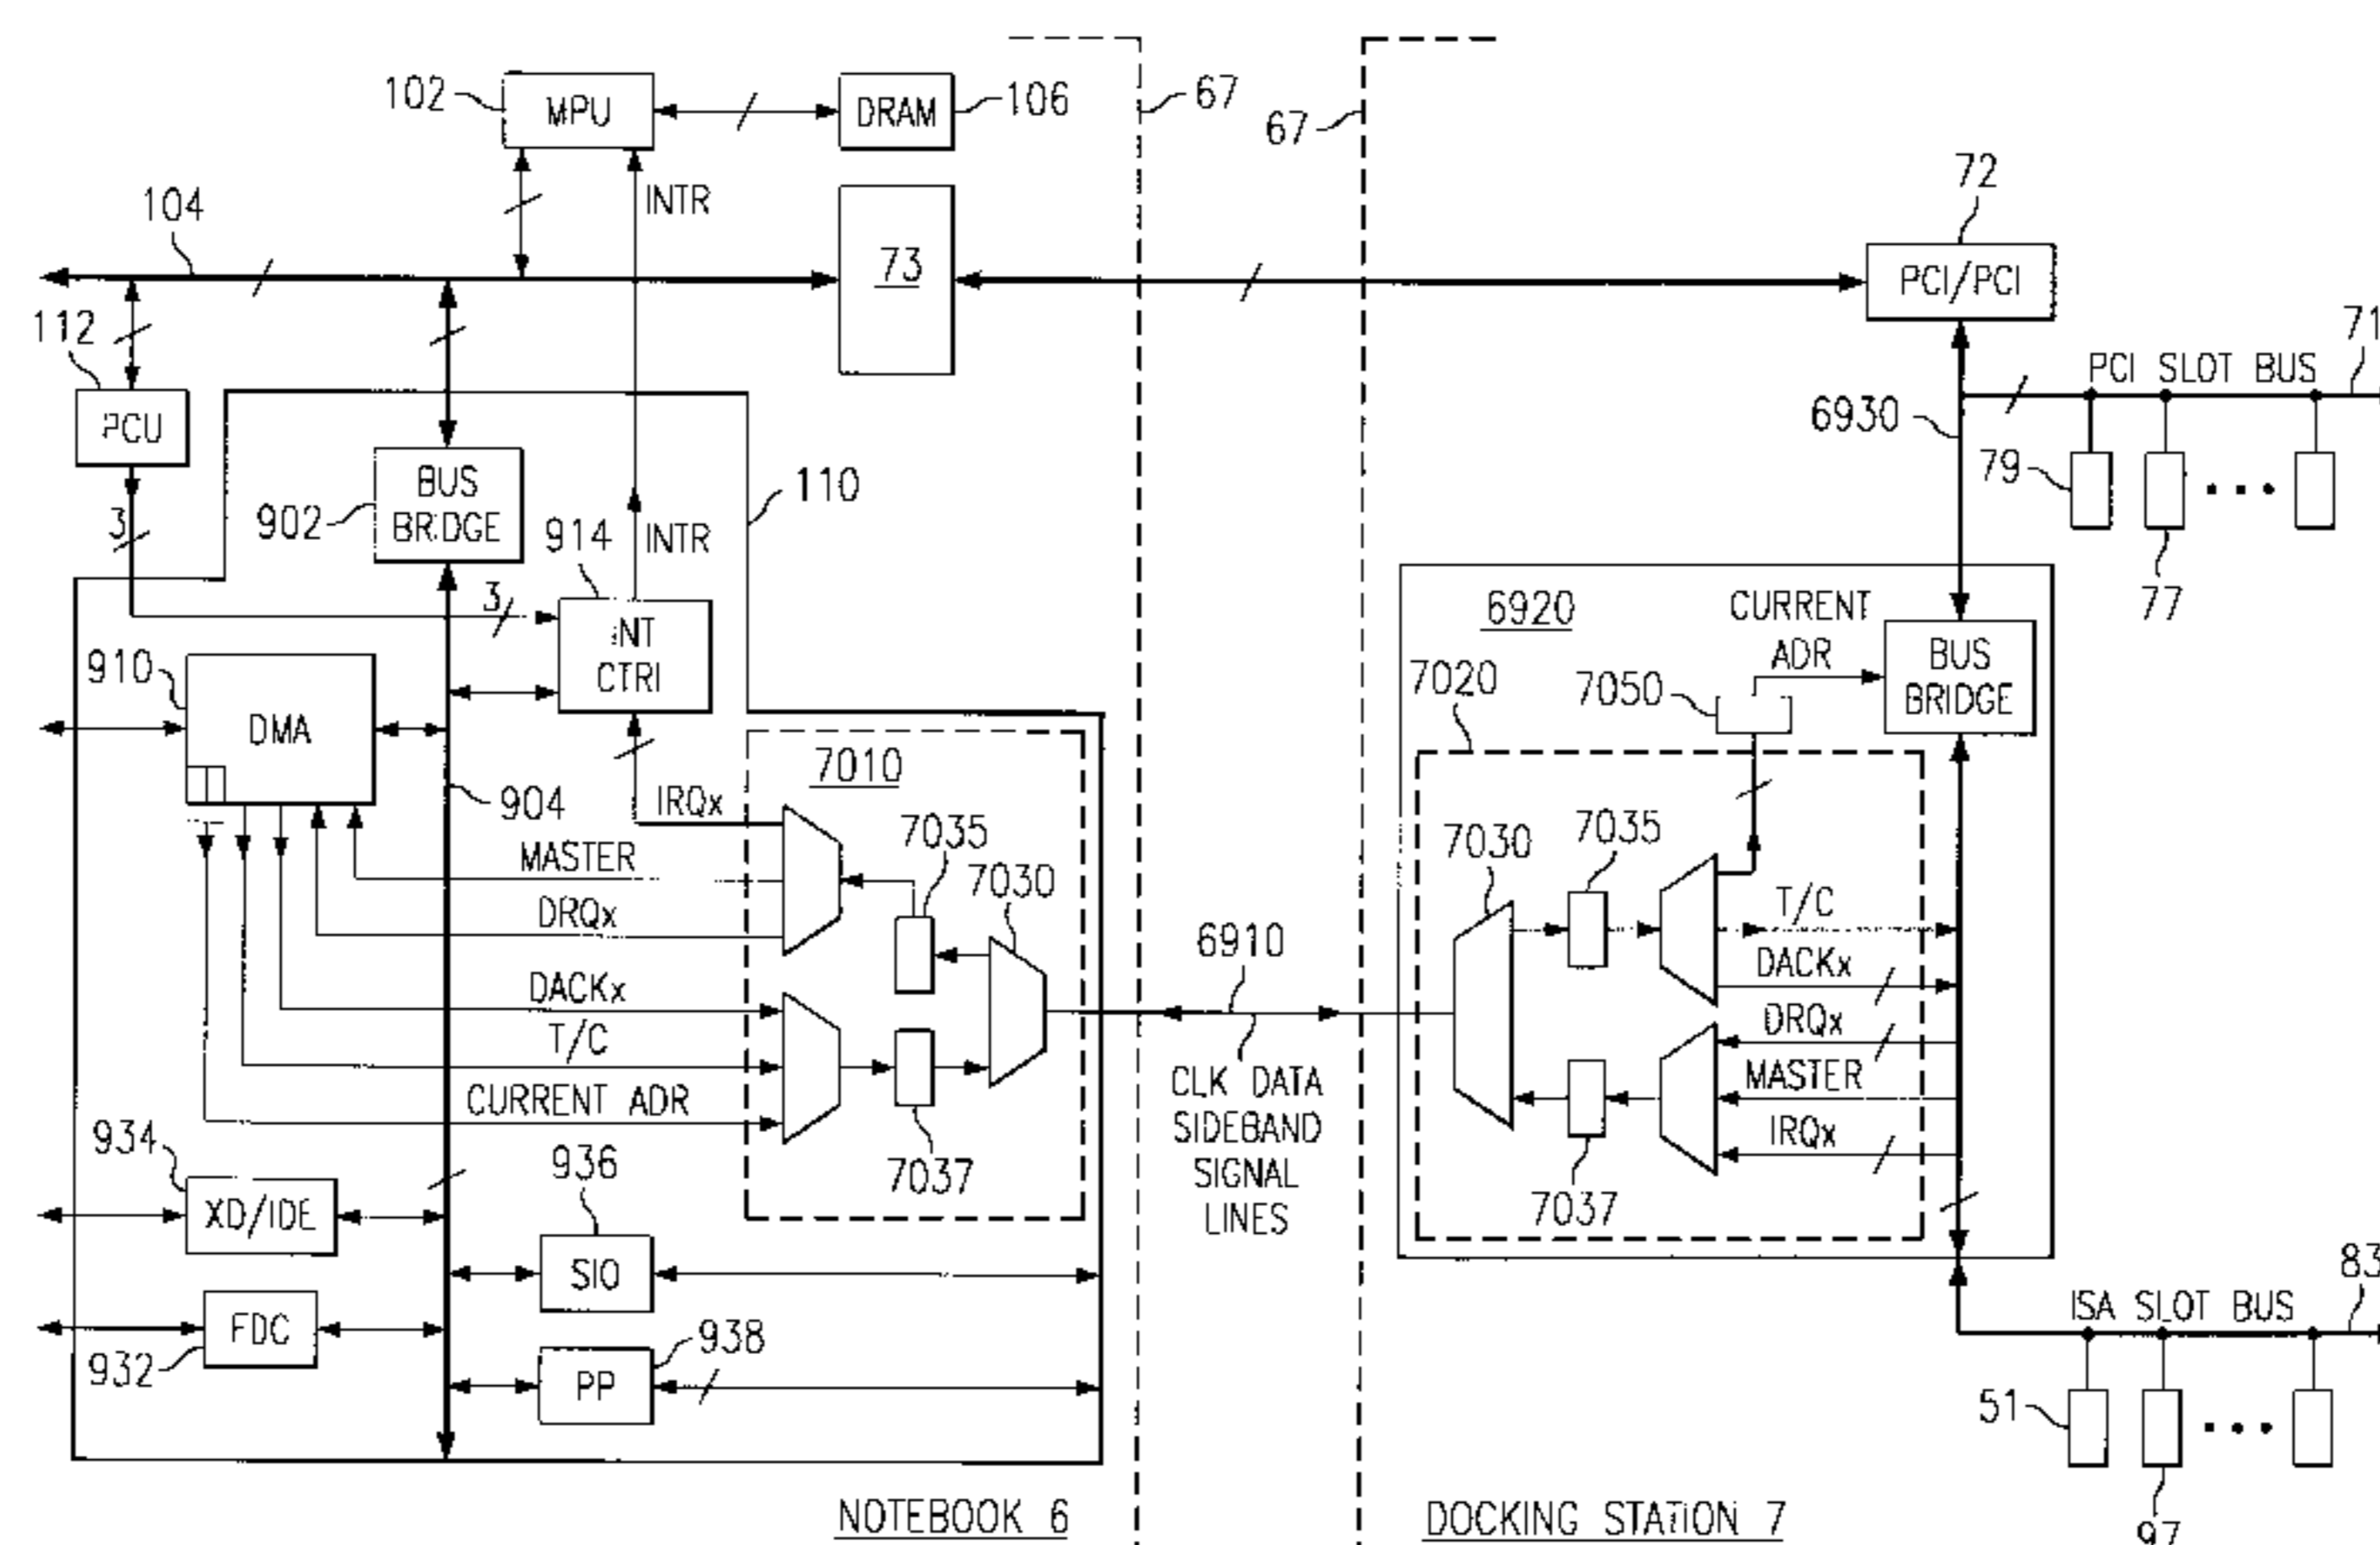 102
MPU
DRAM
106
67
67
INTR
104
73
72
PCI/PCI
112
PCU
71
PCI SLOT BUS
6930
79
77
BUS
BRIDGE
902
110
3
914
INTR
3
INT
CTRI
910
DMA
904
6920
CURRENT
ADR
BUS
BRIDGE
7020
7050
7010
IRQx
7035
MASTER
7030
DRQx
DACKx
T/C
CURRENT ADR
7037
6910
CLK DATA
SIDEBAND
SIGNAL
LINES
7030
7035
T/C
DACKx
DRQx
MASTER
IRQx
7037
934
XD/IDE
936
SIO
FDC
932
938
PP
83
ISA SLOT BUS
51
97
NOTEBOOK 6
DOCKING STATION 7